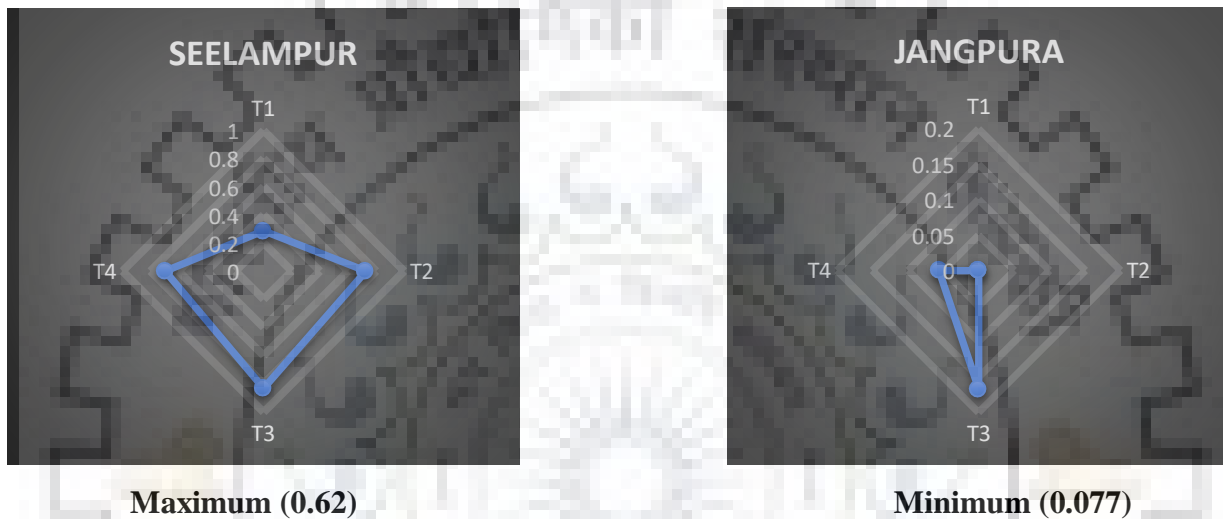 SEELAMPUR
T1
1
0.8
0.6
0.4
0.2
0
T4
T2
T3
Maximum (0.62)
JANGPURA
T1
0.2
0.15
0.1
0.05
0
T4
T2
T3
Minimum (0.077)